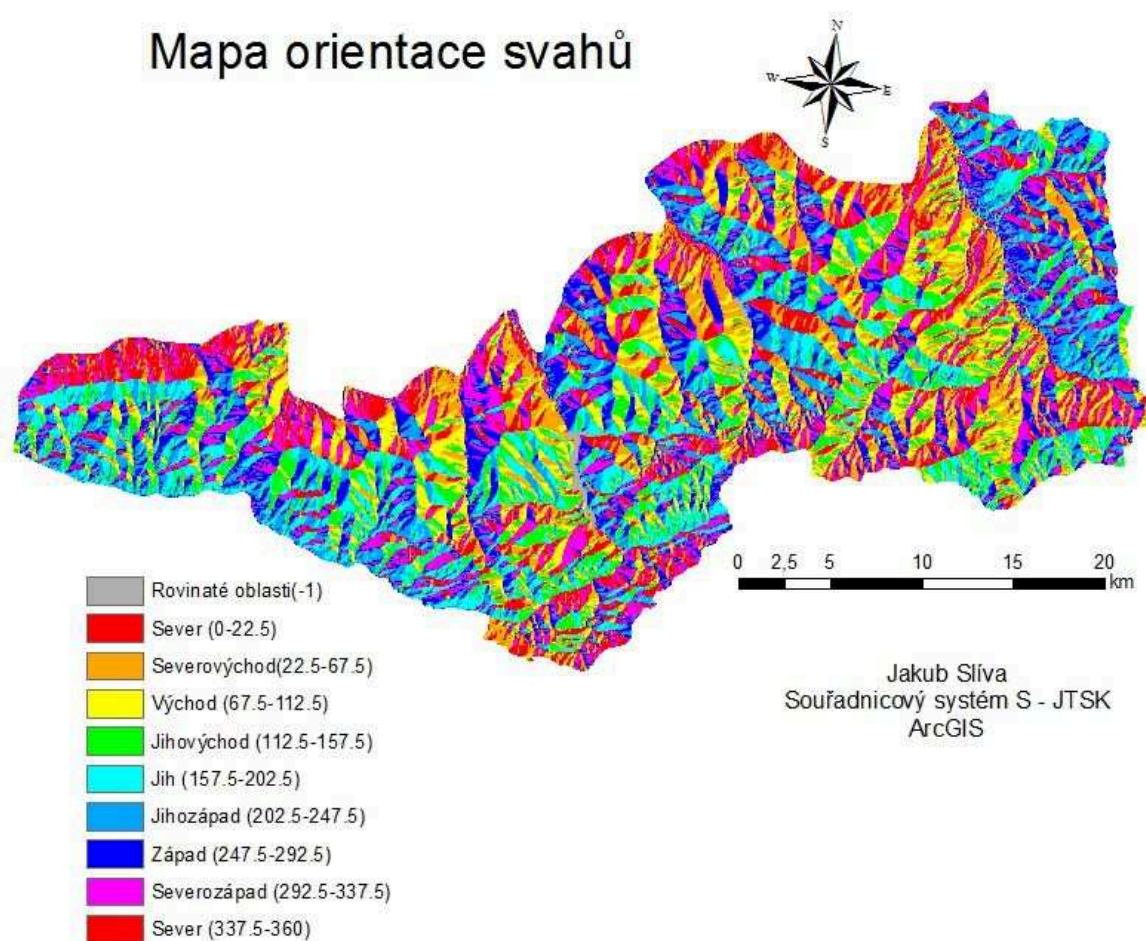 Mapa orientace svahů
N
W
E
S
0 2,5 5 10 15 20
km
Rovinaté oblasti(-1)
Sever (0-22.5)
Severovýchod(22.5-67.5)
Východ (67.5-112.5)
Jihovýchod (112.5-157.5)
Jih (157.5-202.5)
Jihozápad (202.5-247.5)
Západ (247.5-292.5)
Severozápad (292.5-337.5)
Sever (337.5-360)
Jakub Slíva
Souřadnicový systém S - JTSK
ArcGIS